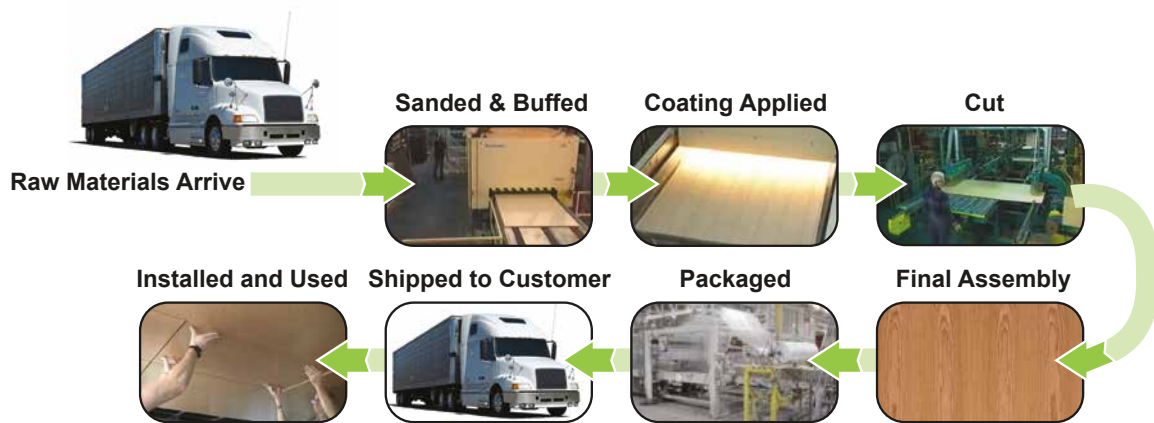 Raw Materials Arrive
Sanded & Buffed
Coating Applied
Cut
Final Assembly
Packaged
Shipped to Customer
Installed and Used